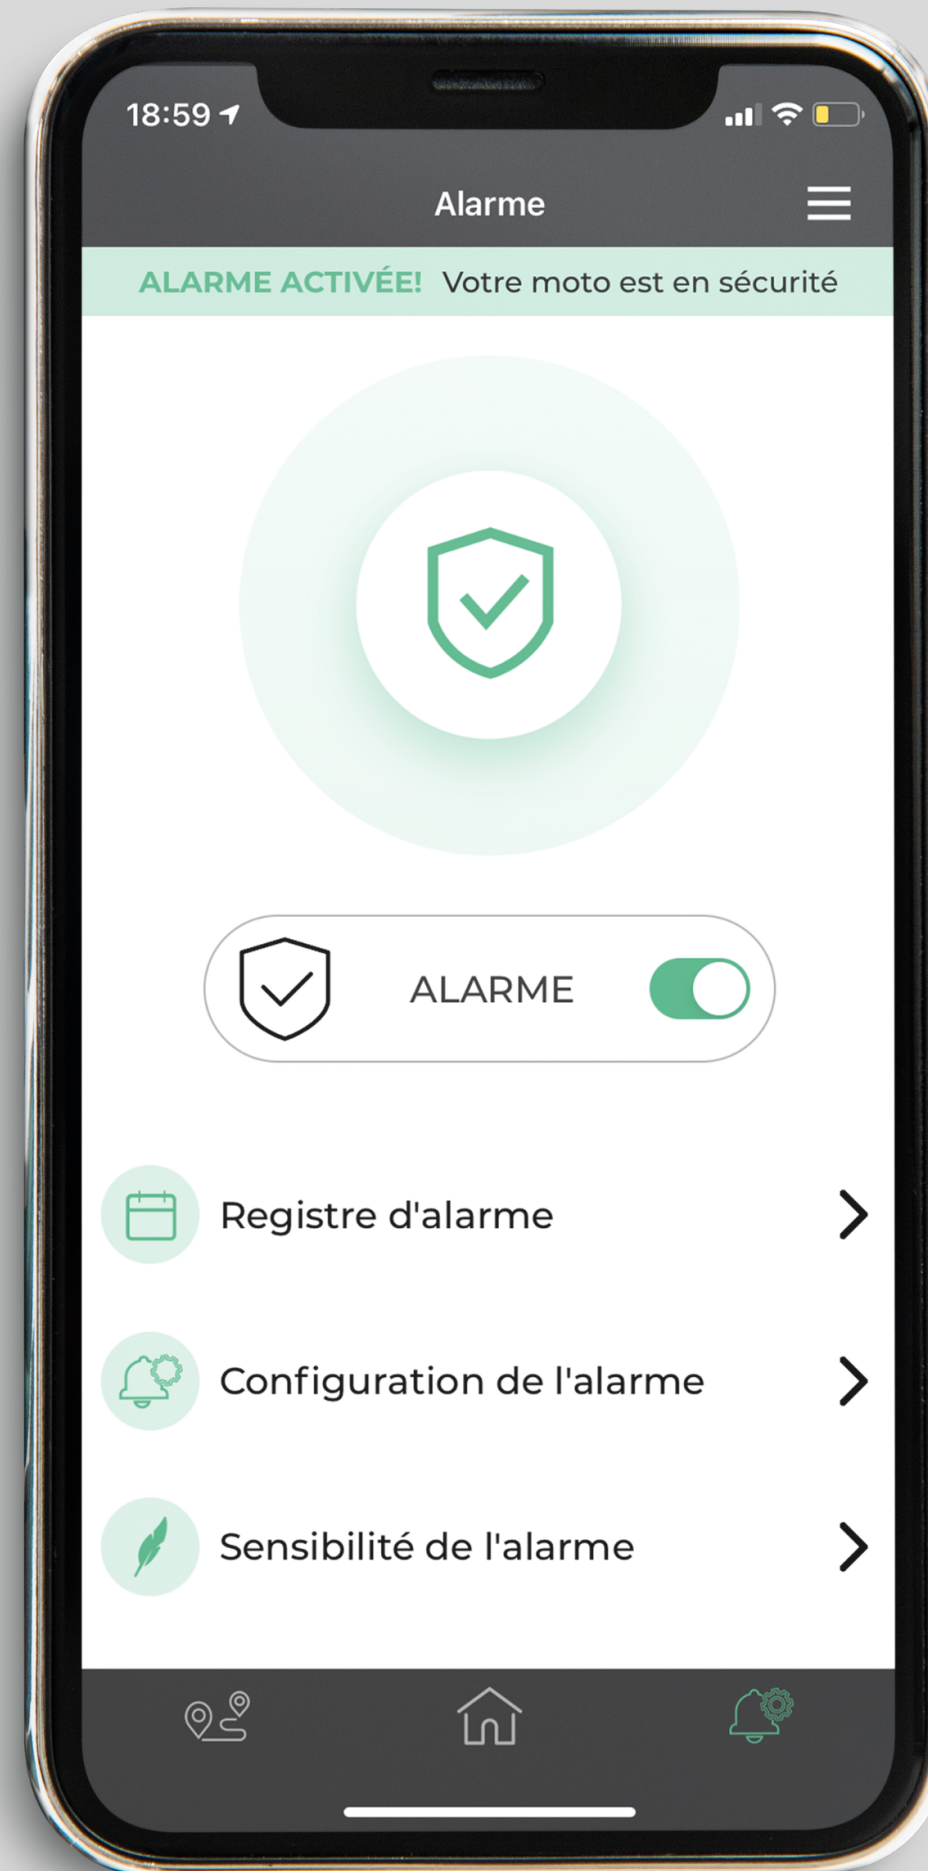 18:59
Alarme
ALARME ACTIVÉE! Votre moto est en sécurité
ALARME
Registre d'alarme
Configuration de l'alarme
Sensibilité de l'alarme